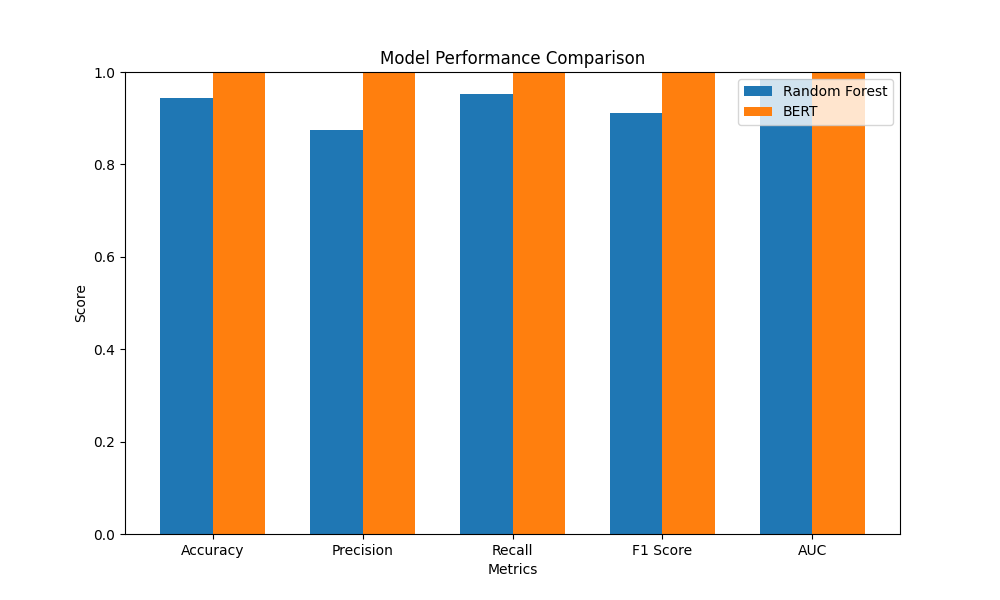 Model Performance Comparison
Random Forest
BERT
1.0
0.8
0.6
0.4
0.2
0.0
Score
Accuracy
Precision
Recall
F1 Score
AUC
Metrics